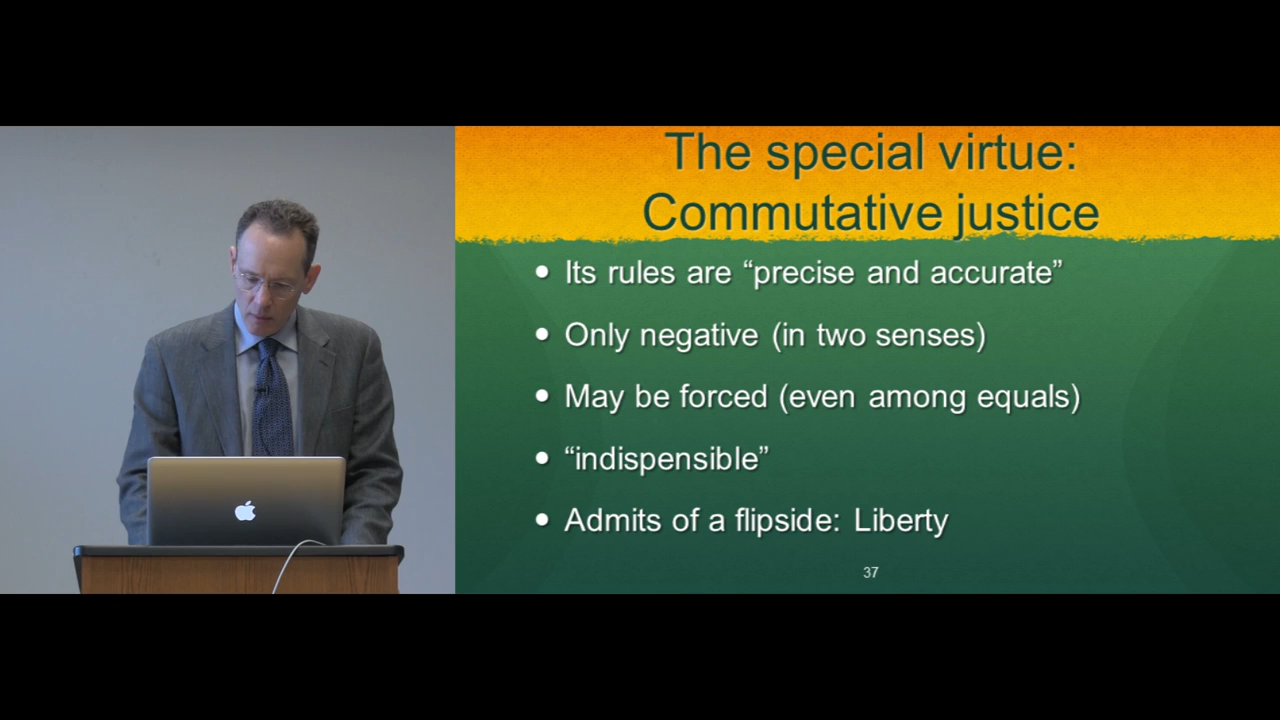 The special virtue:
Commutative justice
• Its rules are “precise and accurate”
• Only negative (in two senses)
• May be forced (even among equals)
• “indispensible”
• Admits of a flipside: Liberty
37